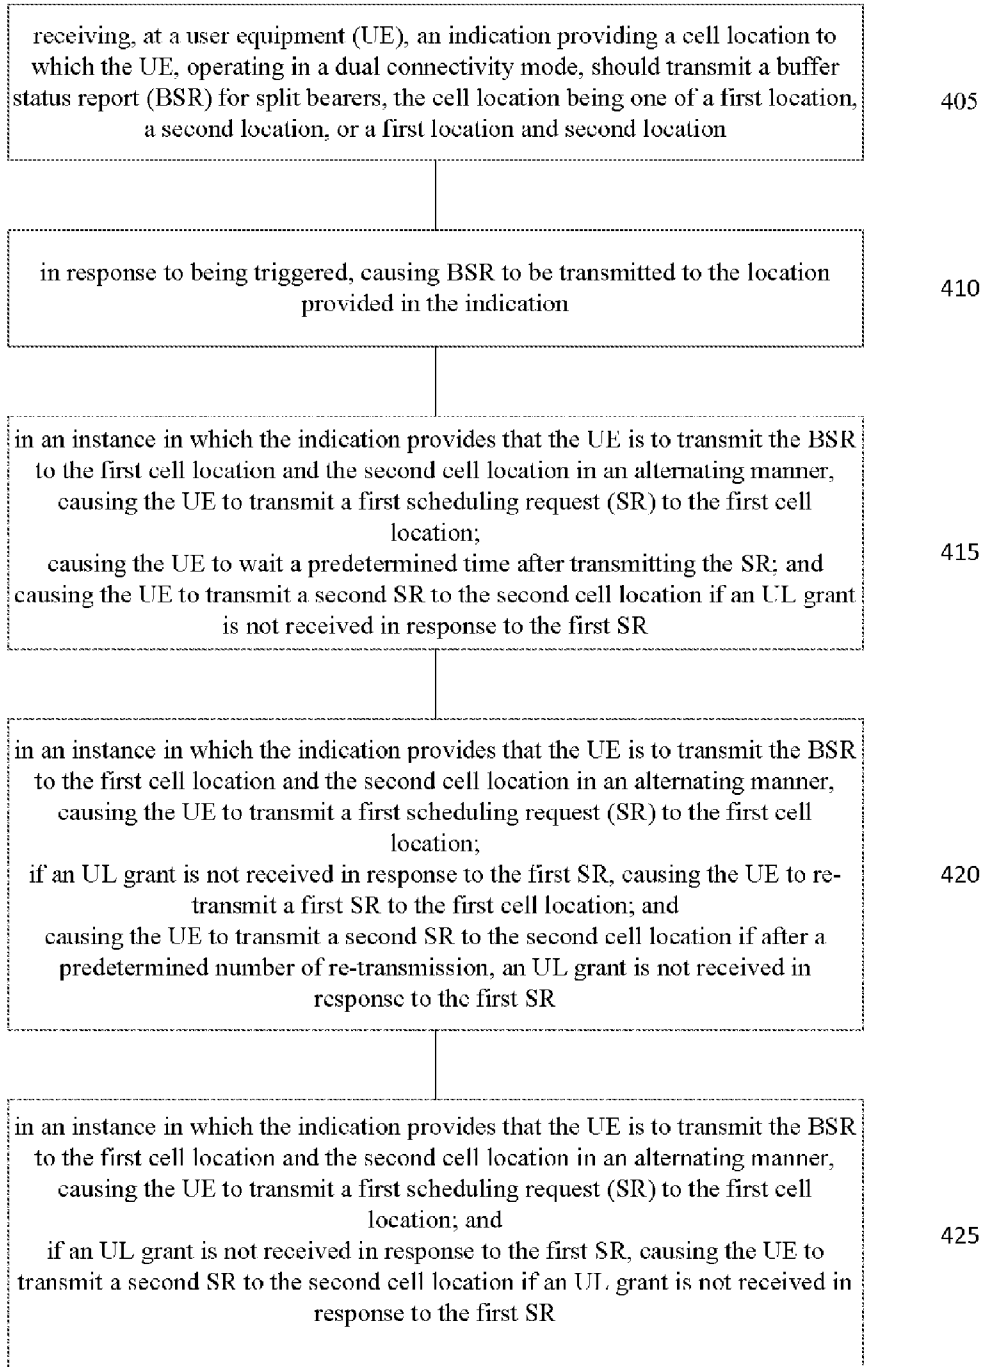 receiving, at a user equipment (UE), an indication providing a cell location to
which the UE, operating in a dual connectivity mode, should transmit a buffer
status report (BSR) for split bearers, the cell location being one of a first location,
a second location, or a first location and second location
405
in response to being triggered, causing BSR to be transmitted to the location
provided in the indication
410
in an instance in which the indication provides that the UE is to transmit the BSR
to the first cell location and the second cell location in an alternating manner,
causing the UE to transmit a first scheduling request (SR) to the first cell
location;
causing the UE to wait a predetermined time after transmitting the SR; and
causing the UE to transmit a second SR to the second cell location if an UL grant
is not received in response to the first SR
415
in an instance in which the indication provides that the UE is to transmit the BSR
to the first cell location and the second cell location in an alternating manner,
causing the UE to transmit a first scheduling request (SR) to the first cell
location;
if an UL grant is not received in response to the first SR, causing the UE to re-
transmit a first SR to the first cell location; and
causing the UE to transmit a second SR to the second cell location if after a
predetermined number of re-transmission, an UL grant is not received in
response to the first SR
420
in an instance in which the indication provides that the UE is to transmit the BSR
to the first cell location and the second cell location in an alternating manner,
causing the UE to transmit a first scheduling request (SR) to the first cell
location; and
if an UL grant is not received in response to the first SR, causing the UE to
transmit a second SR to the second cell location if an UL grant is not received in
response to the first SR
425